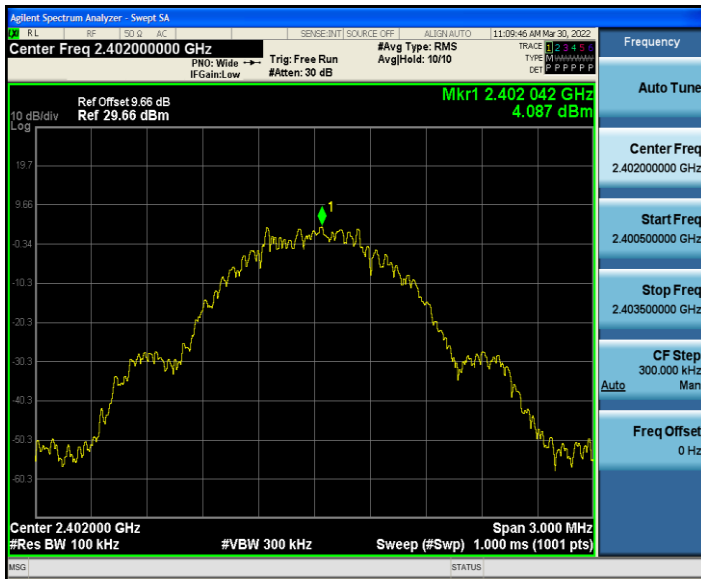 Agilent Spectrum Analyzer - Swept SA
RL RF 50 Ω AC SENSE:INT SOURCE OFF ALIGN AUTO 11:09:46 AM Mar 30, 2022
Center Freq 2.402000000 GHz
PNO: Wide
IFGain:Low
Trig: Free Run
#Atten: 30 dB
#Avg Type: RMS
Avg|Hold: 10/10
TRACE 1 2 3 4 5 6
TYPE M
DET P P P P P P
Ref Offset 9.66 dB
10 dB/div Ref 29.66 dBm
Log
Mkr1 2.402 042 GHz
4.087 dBm
19.7
9.66
-0.34
-10.3
-20.3
-30.3
-40.3
-50.3
-60.3
1
Center 2.402000 GHz Span 3.000 MHz
#Res BW 100 kHz #VBW 300 kHz Sweep (#Swp) 1.000 ms (1001 pts)
MSG STATUS
Frequency
Auto Tune
Center Freq
2.402000000 GHz
Start Freq
2.400500000 GHz
Stop Freq
2.403500000 GHz
CF Step
300.000 kHz
Auto Man
Freq Offset
0 Hz